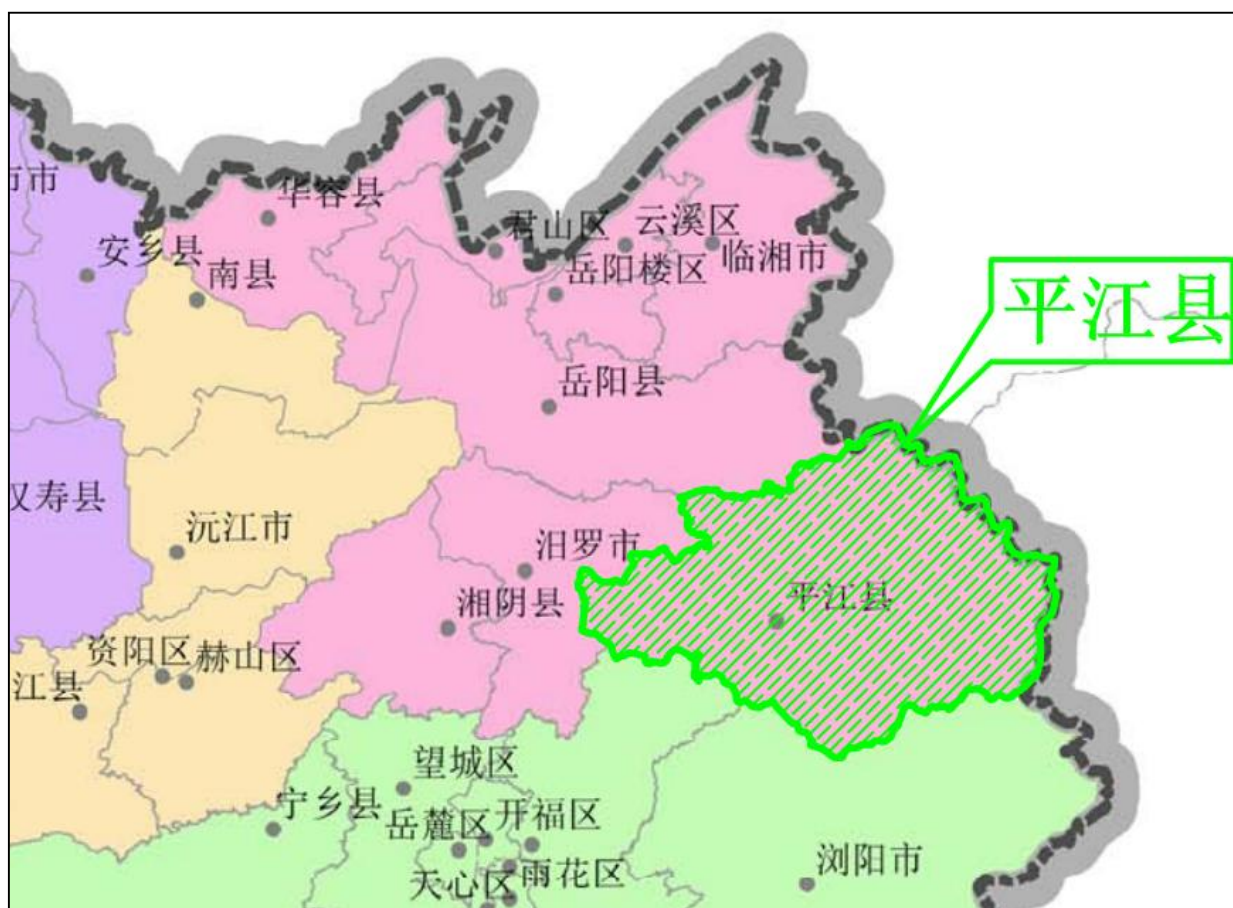 市市
华容县
君山区
云溪区
安乡县
岳阳楼区
临湘市
南县
平江县
岳阳县
汉寿县
沅江市
汨罗市
湘阴县
平江县
资阳区
赫山区
江县
望城区
宁乡县
岳麓区
开福区
浏阳市
天心区
雨花区